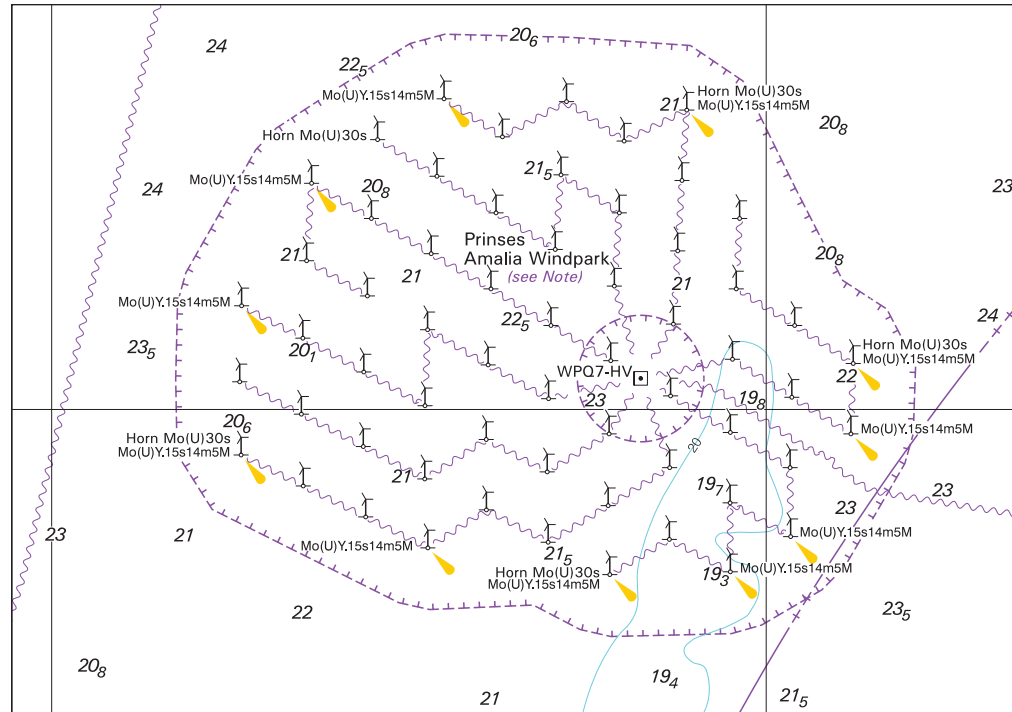 20₆
24
22₅
Mo(U)Y.15s14m5M
Horn Mo(U)30s
21
Mo(U)Y.15s14m5M
20₈
Horn Mo(U)30s
21₅
24
Mo(U)Y.15s14m5M
20₈
23
Prinses
Amalia Windpark
(see Note)
21
21
20₈
21
Mo(U)Y.15s14m5M
22₅
24
23₅
20₁
Horn Mo(U)30s
Mo(U)Y.15s14m5M
WPQ7-HV
22
23
19₈
20₆
Mo(U)Y.15s14m5M
Horn Mo(U)30s
Mo(U)Y.15s14m5M
20
21
19₇
23
23
23
21
Mo(U)Y.15s14m5M
21₅
Mo(U)Y.15s14m5M
Horn Mo(U)30s
Mo(U)Y.15s14m5M
19₃
Mo(U)Y.15s14m5M
22
23₅
20₈
19₄
21
21₅